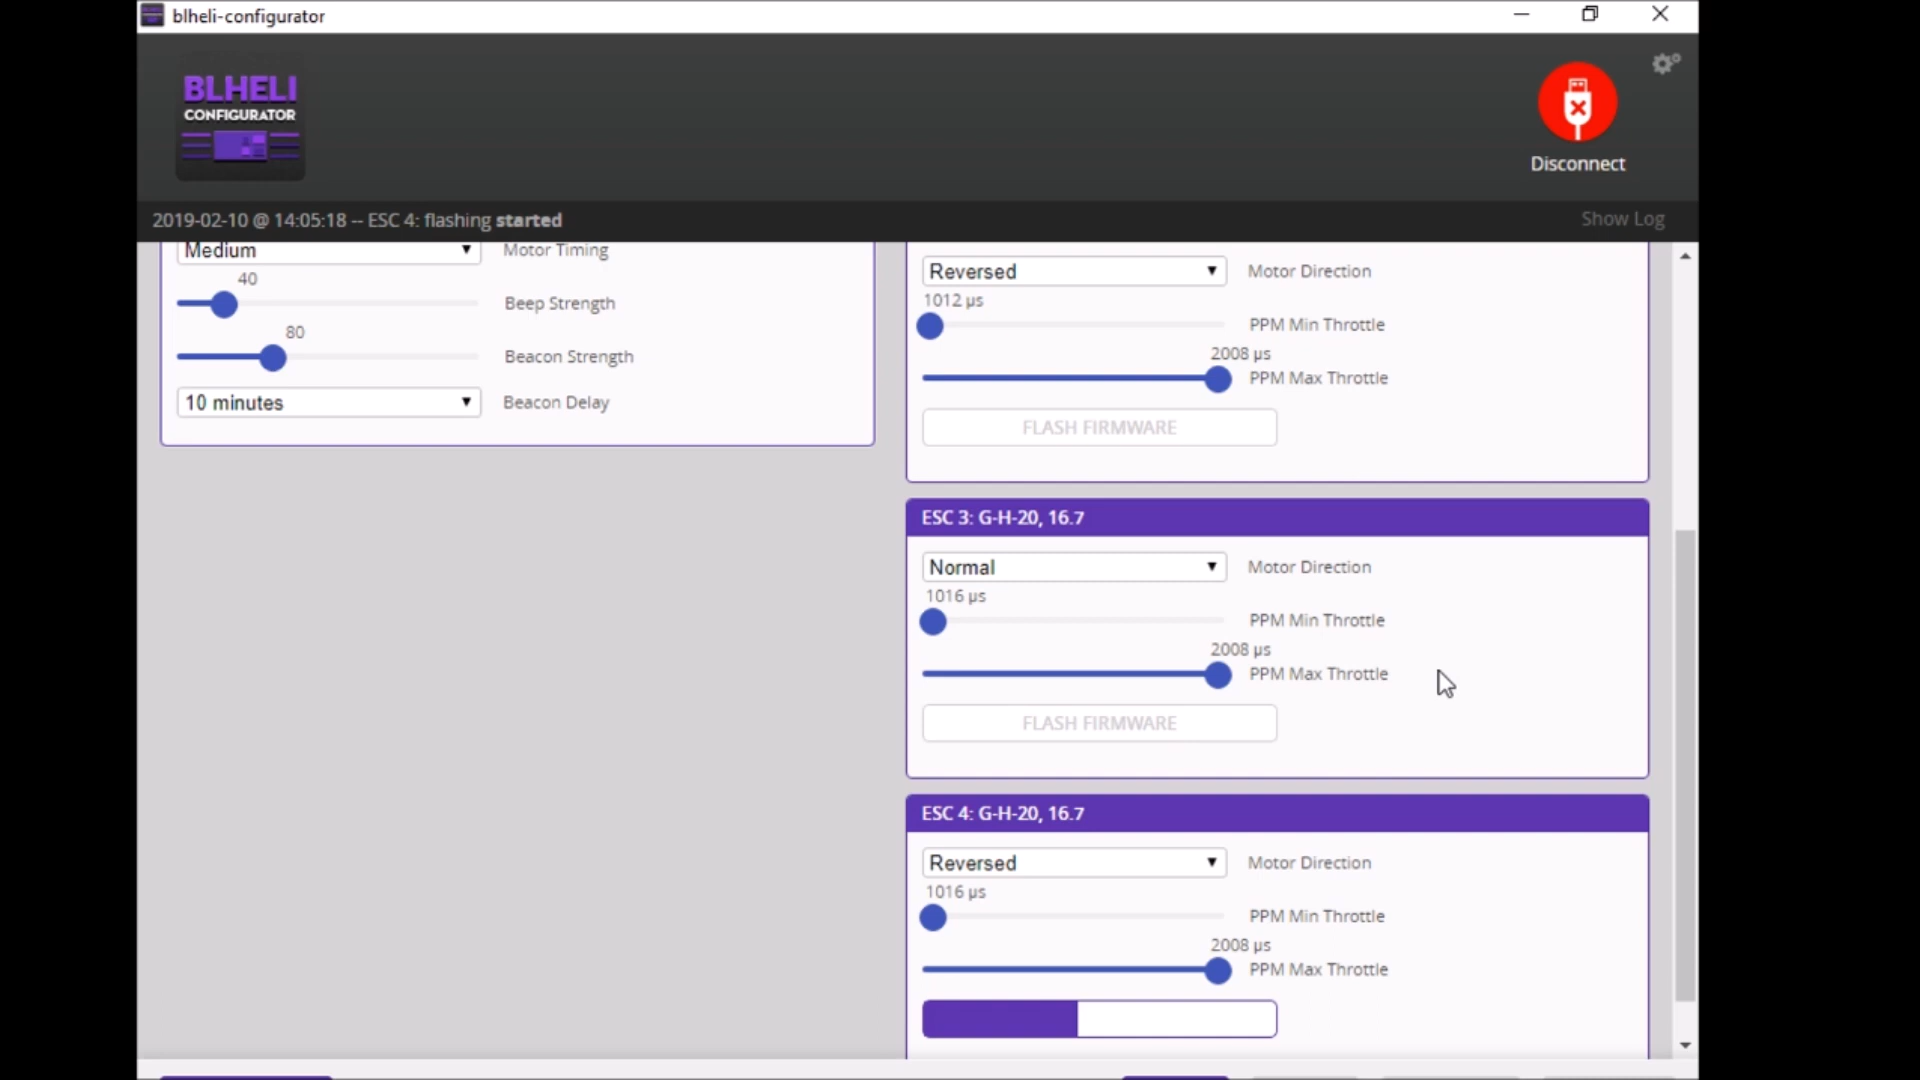 blheli-configurator
BLHELI
CONFIGURATOR
Disconnect
2019-02-10 @ 14:05:18 -- ESC 4: flashing started
Show Log
Medium
Motor Timing
40
Beep Strength
80
Beacon Strength
10 minutes
Beacon Delay
Reversed
Motor Direction
1012 µs
PPM Min Throttle
2008 µs
PPM Max Throttle
FLASH FIRMWARE
ESC 3: G-H-20, 16.7
Normal
Motor Direction
1016 µs
PPM Min Throttle
2008 µs
PPM Max Throttle
FLASH FIRMWARE
ESC 4: G-H-20, 16.7
Reversed
Motor Direction
1016 µs
PPM Min Throttle
2008 µs
PPM Max Throttle